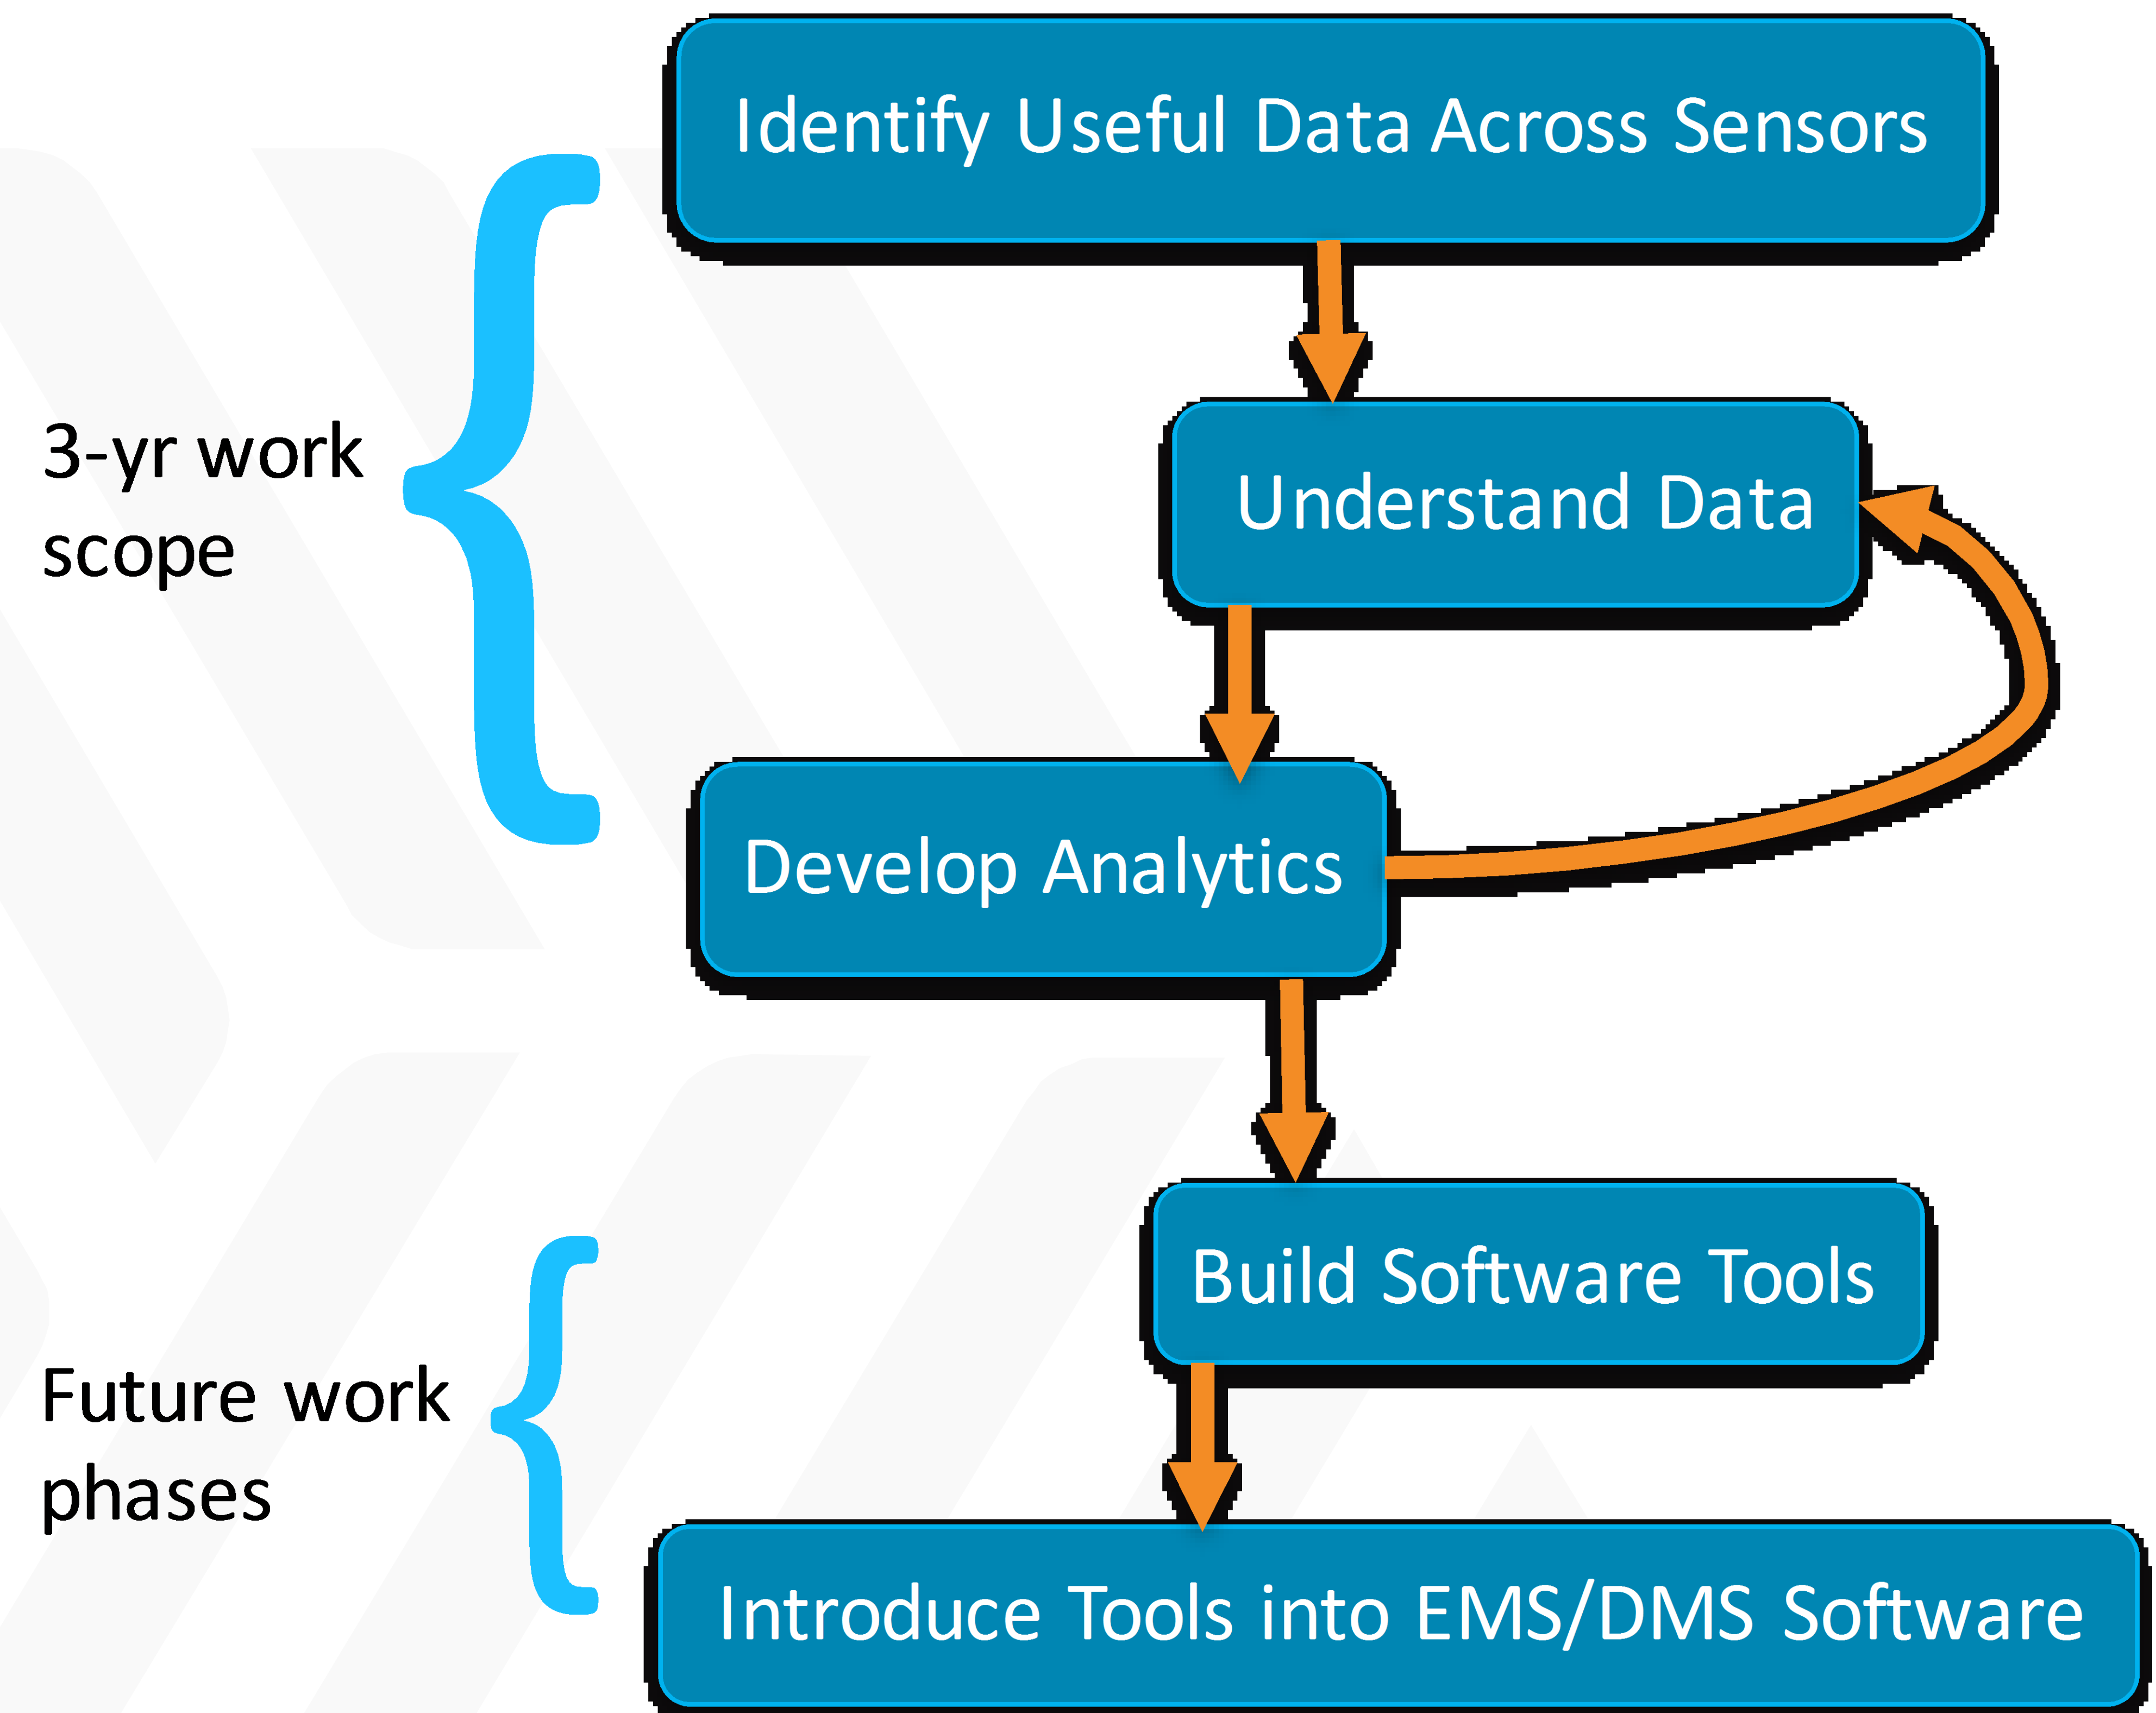 Identify Useful Data Across Sensors
3-yr work
scope
Understand Data
Develop Analytics
Build Software Tools
Future work
phases
Introduce Tools into EMS/DMS Software